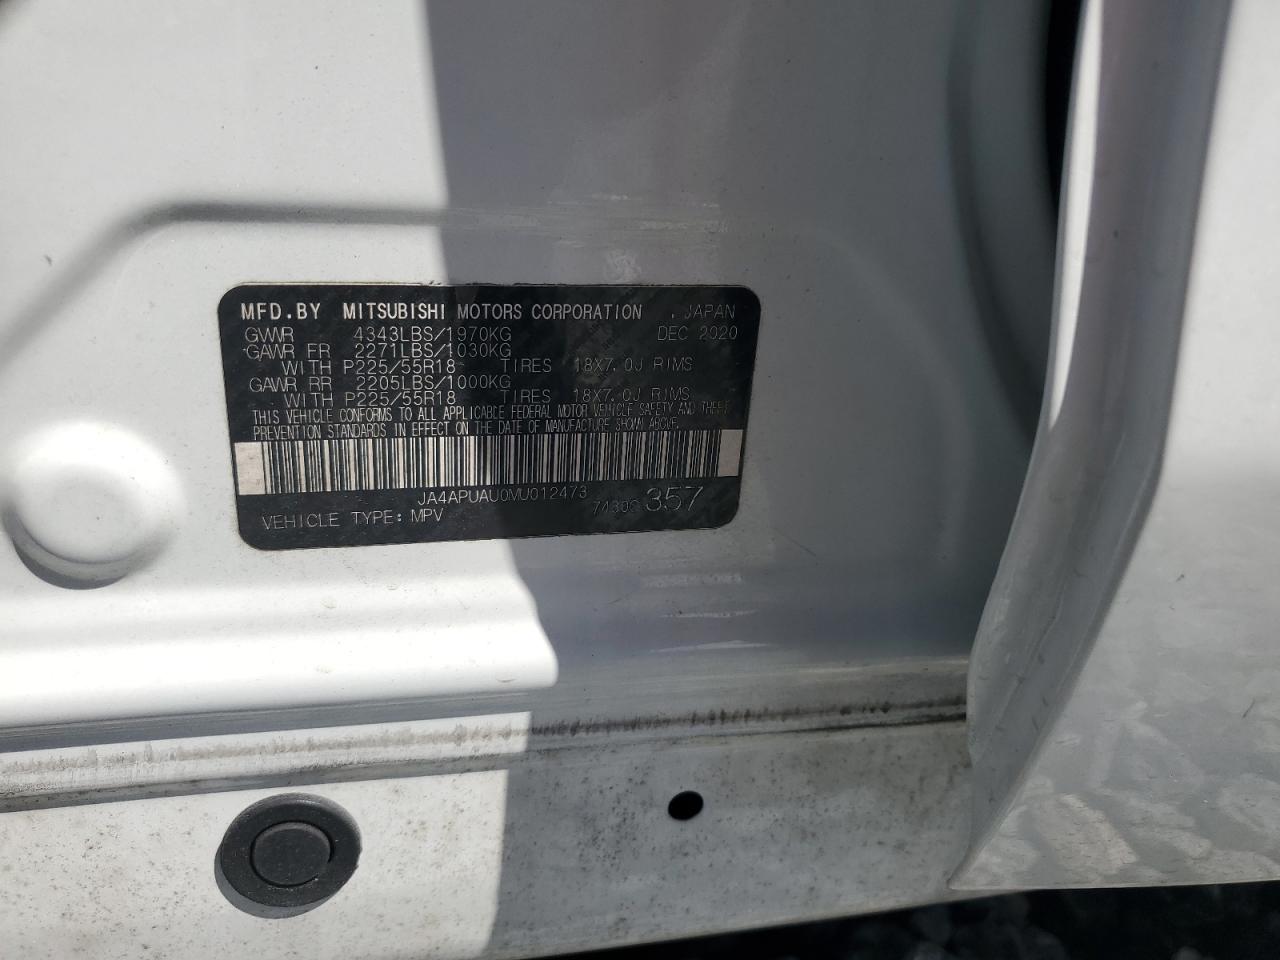 MFD.BY MITSUBISHI MOTORS CORPORATION , JAPAN
GVWR 4343LBS/1970KG DEC 2020
GAWR FR 2271LBS/1030KG
WITH P225/55R18 TIRES 18X7.0J RIMS
GAWR RR 2205LBS/1000KG
WITH P225/55R18 TIRES 18X7.0J RIMS
THIS VEHICLE CONFORMS TO ALL APPLICABLE FEDERAL MOTOR VEHICLE SAFETY AND THEFT
PREVENTION STANDARDS IN EFFECT ON THE DATE OF MANUFACTURE SHOWN ABOVE.
JA4APUAU0MU012473
VEHICLE TYPE: MPV 357